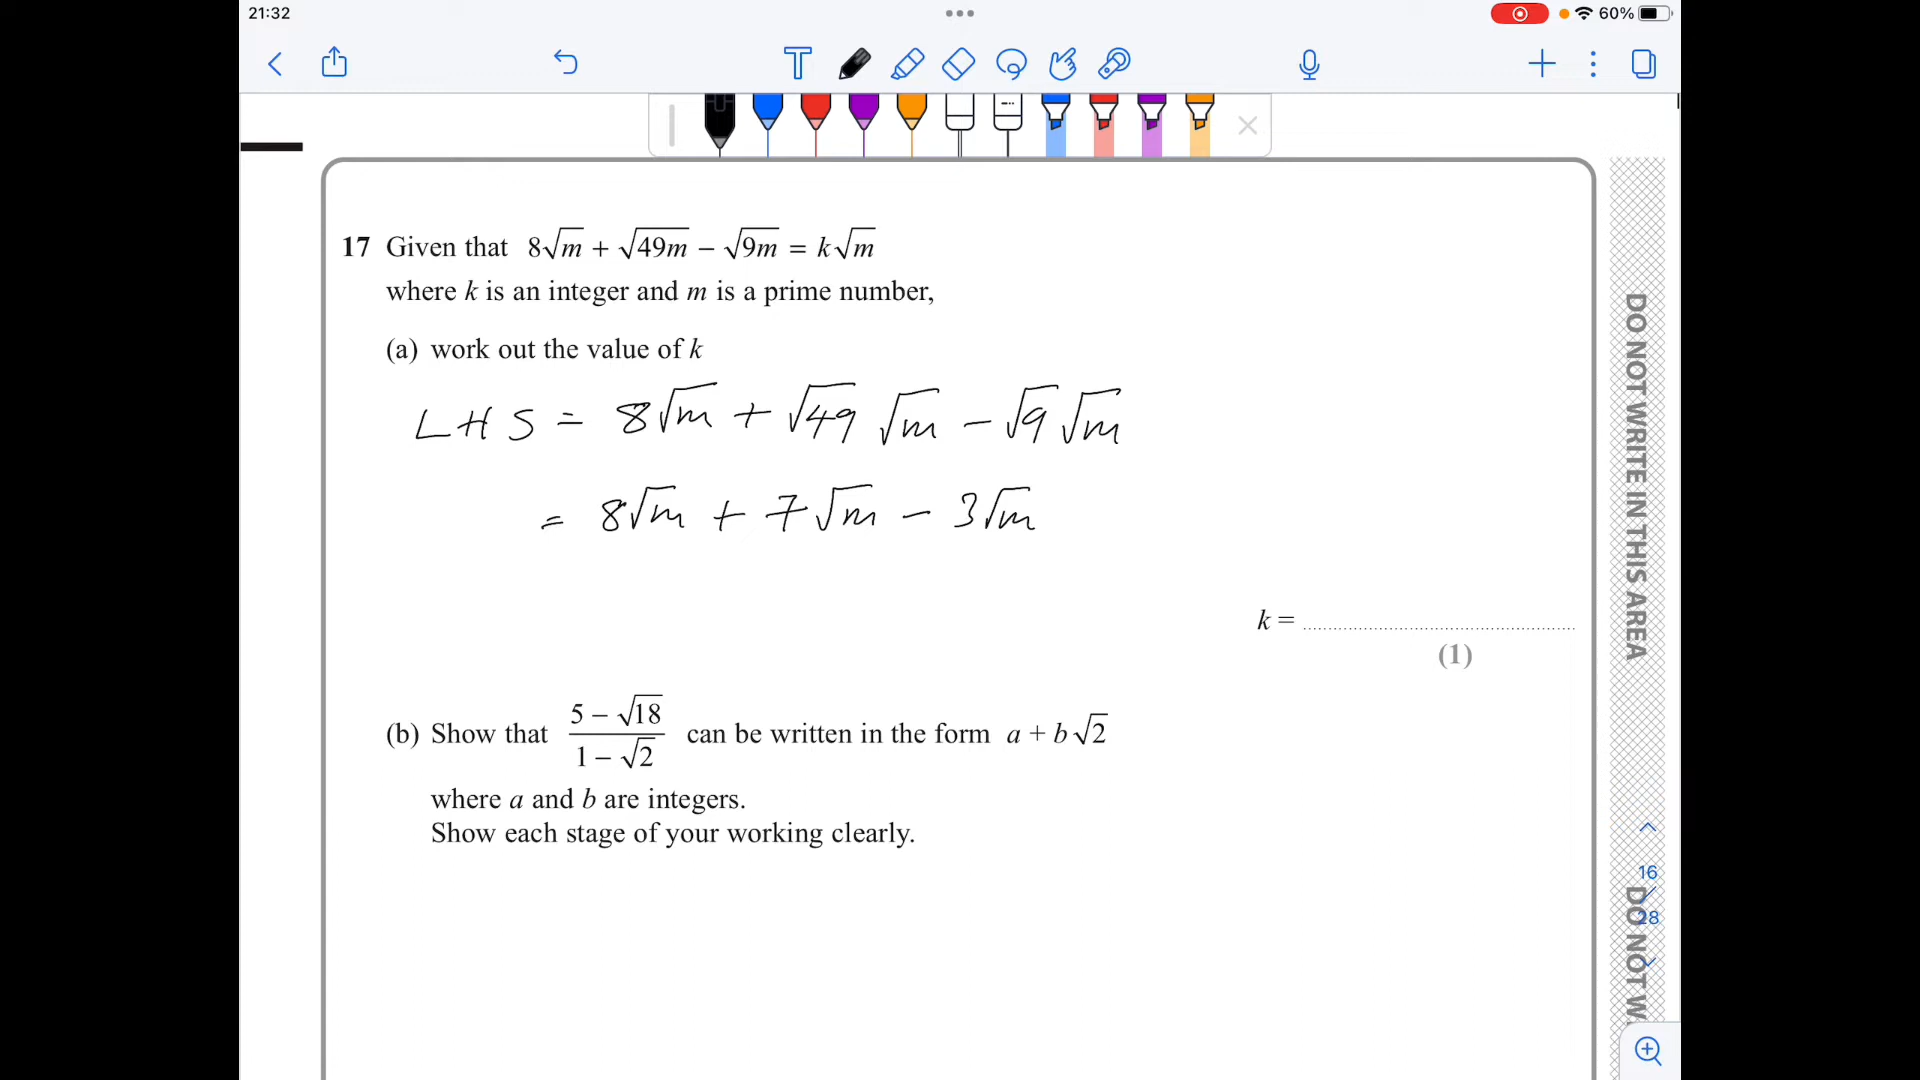 21:32
60%
17 Given that 8√m + √49m − √9m = k√m
where k is an integer and m is a prime number,
(a) work out the value of k
LHS = 8√m + √49 √m − √9 √m
= 8√m + 7√m − 3√m
k = ........................................
(1)
(b) Show that (5 − √18)/(1 − √2) can be written in the form a + b√2
where a and b are integers.
Show each stage of your working clearly.
DO NOT WRITE IN THIS AREA
16
/
28
DO NOT W